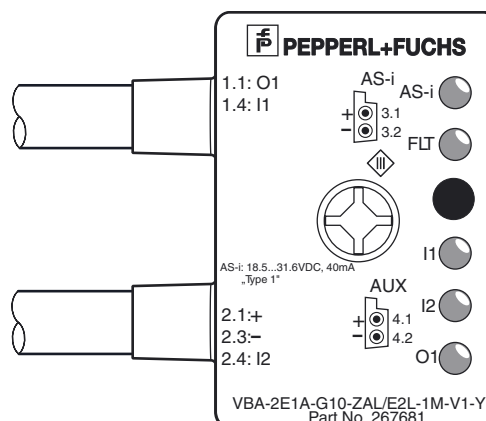 PEPPERL+FUCHS
1.1: O1
1.4: I1
AS-i
AS-i
+ 3.1
− 3.2
FLT
III
I1
AS-i: 18.5...31.6VDC, 40mA
„Type 1"
AUX
I2
2.1:+
2.3:−
2.4: I2
+ 4.1
− 4.2
O1
VBA-2E1A-G10-ZAL/E2L-1M-V1-Y
Part No. 267681